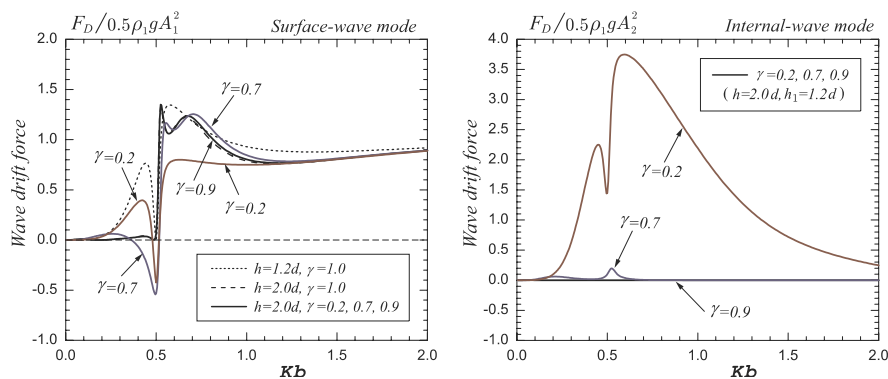 F_D/0.5ρ₁gA₁²
Surface-wave mode
2.0
1.5
1.0
0.5
0.0
-0.5
-1.0
Wave drift force
γ=0.7
γ=0.2
γ=0.9
γ=0.2
γ=0.7
h=1.2d, γ=1.0
h=2.0d, γ=1.0
h=2.0d, γ=0.2, 0.7, 0.9
0.0 0.5 1.0 1.5 2.0
Kb
F_D/0.5ρ₁gA₂²
Internal-wave mode
4.0
3.5
3.0
2.5
2.0
1.5
1.0
0.5
0.0
-0.5
-1.0
Wave drift force
γ=0.2, 0.7, 0.9
( h=2.0d, h₁=1.2d )
γ=0.2
γ=0.7
γ=0.9
0.0 0.5 1.0 1.5 2.0
Kb